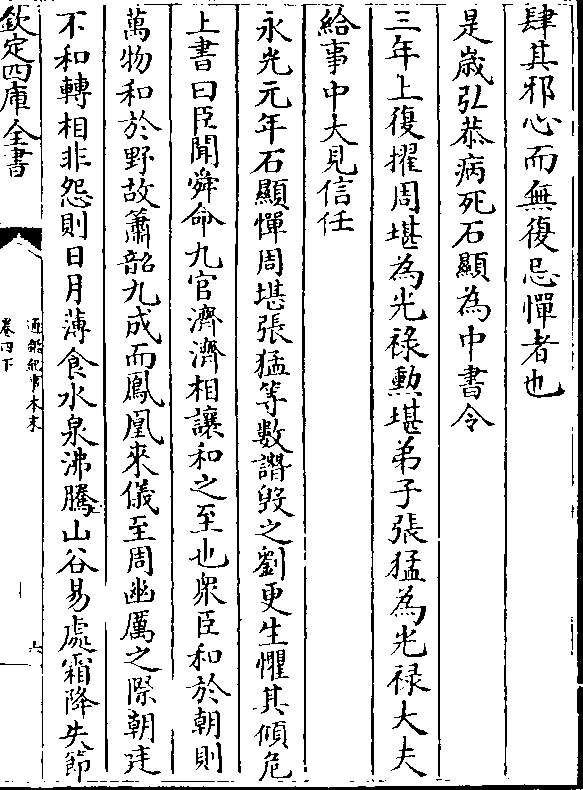 肆其邪心而無復忌憚者也
是歲弘恭病死石顯為中書令
三年上復擢周堪為光祿勲堪弟子張猛為光祿大夫
給事中大見信任
永光元年石顯憚周堪張猛等數譖毀之劉更生懼其傾危
上書曰臣聞舜命九官濟濟相讓和之至也衆臣和於朝則
萬物和於野故簫韶九成而鳳凰來儀至周幽厲之際朝廷
不和轉相非怨則日月薄食水泉沸騰山谷易處霜降失節
欽定四庫全書
通鑑紀事本末
卷四下
六